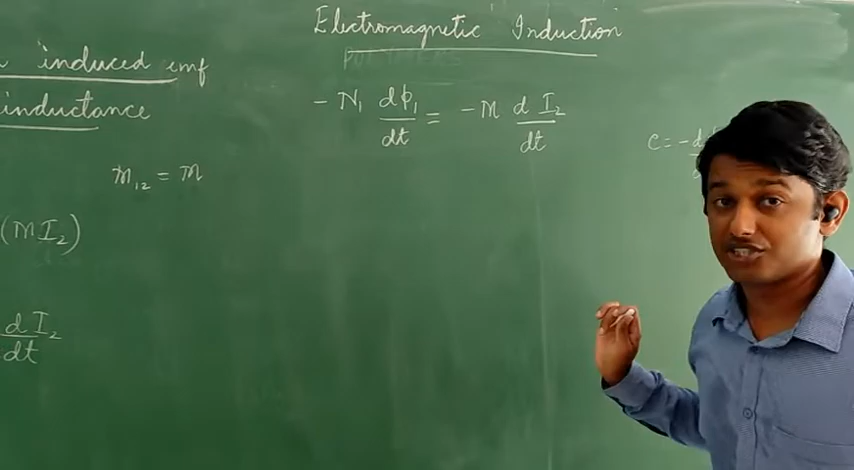 Electromagnetic Induction
induced emf
inductance
- N₁ dφ₁/dt = - M dI₂/dt
M₁₂ = M
(MI₂)
dI₂/dt